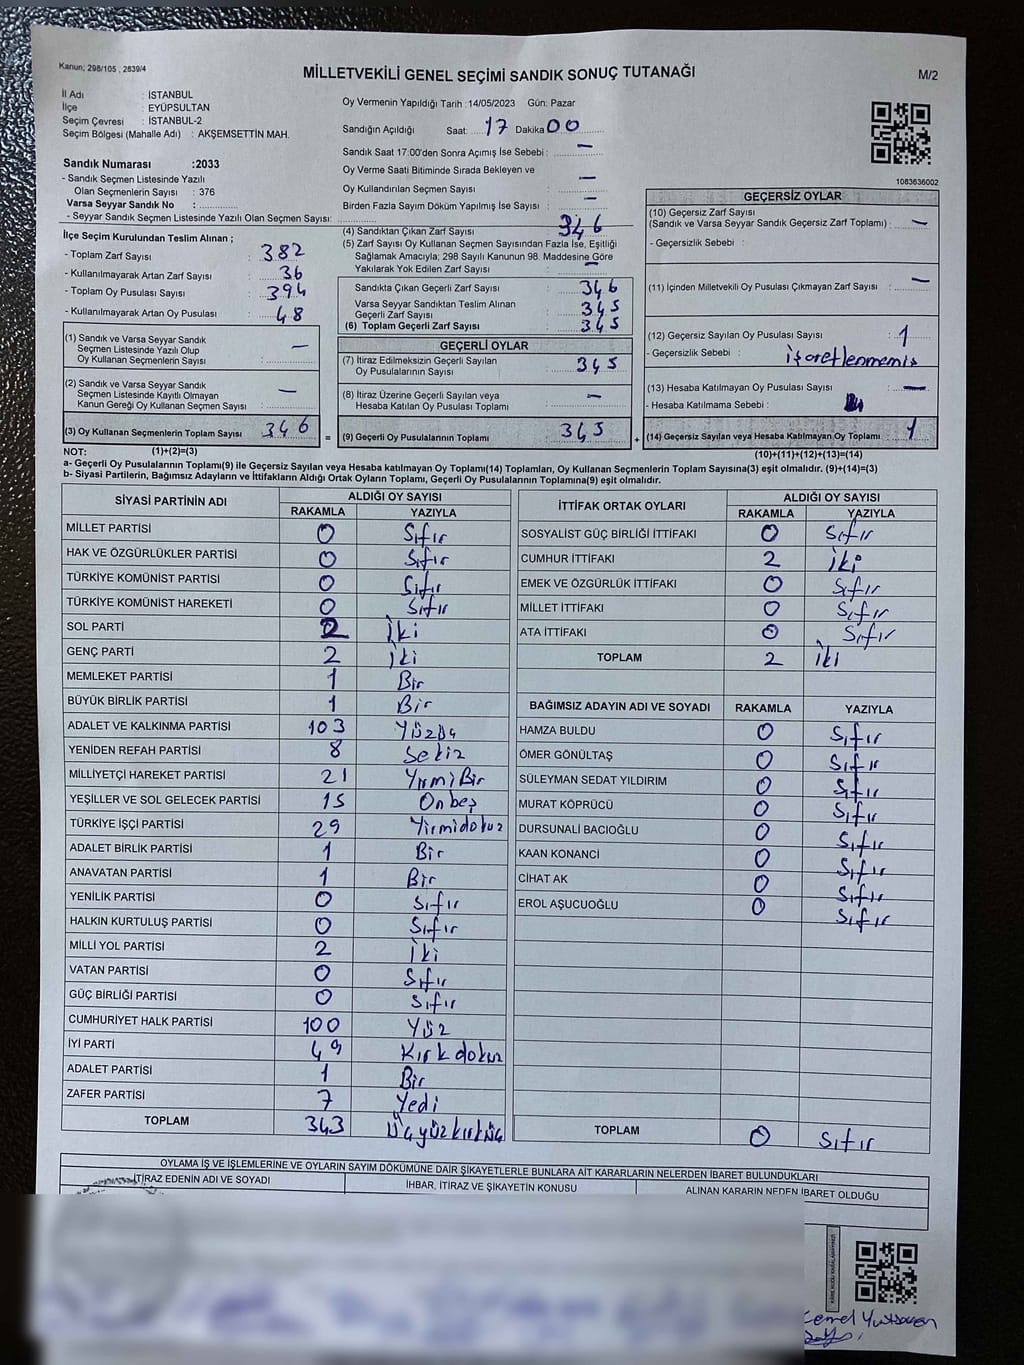 Kanun; 298/105 ; 2839/4
MİLLETVEKİLİ GENEL SEÇİMİ SANDIK SONUÇ TUTANAĞI
M/2
İl Adı : İSTANBUL
İlçe : EYÜPSULTAN
Seçim Çevresi : İSTANBUL-2
Seçim Bölgesi (Mahalle Adı) : AKŞEMSETTİN MAH.
Sandık Numarası :2033
- Sandık Seçmen Listesinde Yazılı
Olan Seçmenlerin Sayısı : 376
Varsa Seyyar Sandık No :
- Seyyar Sandık Seçmen Listesinde Yazılı Olan Seçmen Sayısı:
İlçe Seçim Kurulundan Teslim Alınan ;
- Toplam Zarf Sayısı : 382
- Kullanılmayarak Artan Zarf Sayısı : 36
- Toplam Oy Pusulası Sayısı : 394
- Kullanılmayarak Artan Oy Pusulası : 48
(1) Sandık ve Varsa Seyyar Sandık
Seçmen Listesinde Yazılı Olup
Oy Kullanan Seçmenlerin Sayısı : —
(2) Sandık ve Varsa Seyyar Sandık
Seçmen Listesinde Kayıtlı Olmayan
Kanun Gereği Oy Kullanan Seçmen Sayısı : —
(3) Oy Kullanan Seçmenlerin Toplam Sayısı : 346
Oy Vermenin Yapıldığı Tarih :14/05/2023 Gün: Pazar
Sandığın Açıldığı Saat: 17 Dakika 00
Sandık Saat 17:00'den Sonra Açımış İse Sebebi : —
Oy Verme Saati Bitiminde Sırada Bekleyen ve
Oy Kullandırılan Seçmen Sayısı : —
Birden Fazla Sayım Döküm Yapılmış İse Sayısı : —
(4) Sandıktan Çıkan Zarf Sayısı : 346
(5) Zarf Sayısı Oy Kullanan Seçmen Sayısından Fazla İse, Eşitliği
Sağlamak Amacıyla; 298 Sayılı Kanunun 98. Maddesine Göre
Yakılarak Yok Edilen Zarf Sayısı : —
Sandıkta Çıkan Geçerli Zarf Sayısı : 346
Varsa Seyyar Sandıktan Teslim Alınan
Geçerli Zarf Sayısı : 345
(6) Toplam Geçerli Zarf Sayısı : 345
GEÇERLİ OYLAR
(7) İtiraz Edilmeksizin Geçerli Sayılan
Oy Pusulalarının Sayısı : 345
(8) İtiraz Üzerine Geçerli Sayılan veya
Hesaba Katılan Oy Pusulası Toplamı : —
= (9) Geçerli Oy Pusulalarının Toplamı : 345
1083636002
GEÇERSİZ OYLAR
(10) Geçersiz Zarf Sayısı
(Sandık ve Varsa Seyyar Sandık Geçersiz Zarf Toplamı) : —
- Geçersizlik Sebebi :
(11) İçinden Milletvekili Oy Pusulası Çıkmayan Zarf Sayısı : —
(12) Geçersiz Sayılan Oy Pusulası Sayısı : 1
- Geçersizlik Sebebi : işaretlenmemiş
(13) Hesaba Katılmayan Oy Pusulası Sayısı : —
- Hesaba Katılmama Sebebi :
+ (14) Geçersiz Sayılan veya Hesaba Katılmayan Oy Toplamı : 1
NOT: (1)+(2)=(3)
(10)+(11)+(12)+(13)=(14)
a- Geçerli Oy Pusulalarının Toplamı(9) ile Geçersiz Sayılan veya Hesaba katılmayan Oy Toplamı(14) Toplamları, Oy Kullanan Seçmenlerin Toplam Sayısına(3) eşit olmalıdır. (9)+(14)=(3)
b- Siyasi Partilerin, Bağımsız Adayların ve İttifakların Aldığı Ortak Oyların Toplamı, Geçerli Oy Pusulalarının Toplamına(9) eşit olmalıdır.
SİYASİ PARTİNİN ADI ALDIĞI OY SAYISI
RAKAMLA YAZIYLA
MİLLET PARTİSİ 0 Sıfır
HAK VE ÖZGÜRLÜKLER PARTİSİ 0 Sıfır
TÜRKİYE KOMÜNİST PARTİSİ 0 Sıfır
TÜRKİYE KOMÜNİST HAREKETİ 0 Sıfır
SOL PARTİ 2 İki
GENÇ PARTİ 2 İki
MEMLEKET PARTİSİ 1 Bir
BÜYÜK BİRLİK PARTİSİ 1 Bir
ADALET VE KALKINMA PARTİSİ 103 Yüzüç
YENİDEN REFAH PARTİSİ 8 Sekiz
MİLLİYETÇİ HAREKET PARTİSİ 21 YirmiBir
YEŞİLLER VE SOL GELECEK PARTİSİ 15 Onbeş
TÜRKİYE İŞÇİ PARTİSİ 29 Yirmidokuz
ADALET BİRLİK PARTİSİ 1 Bir
ANAVATAN PARTİSİ 1 Bir
YENİLİK PARTİSİ 0 Sıfır
HALKIN KURTULUŞ PARTİSİ 0 Sıfır
MİLLİ YOL PARTİSİ 2 İki
VATAN PARTİSİ 0 Sıfır
GÜÇ BİRLİĞİ PARTİSİ 0 Sıfır
CUMHURİYET HALK PARTİSİ 100 Yüz
İYİ PARTİ 49 Kırkdokuz
ADALET PARTİSİ 1 Bir
ZAFER PARTİSİ 7 Yedi
TOPLAM 343 Üçyüzkırküç
İTTİFAK ORTAK OYLARI ALDIĞI OY SAYISI
RAKAMLA YAZIYLA
SOSYALİST GÜÇ BİRLİĞİ İTTİFAKI 0 Sıfır
CUMHUR İTTİFAKI 2 İki
EMEK VE ÖZGÜRLÜK İTTİFAKI 0 Sıfır
MİLLET İTTİFAKI 0 Sıfır
ATA İTTİFAKI 0 Sıfır
TOPLAM 2 İki
BAĞIMSIZ ADAYIN ADI VE SOYADI RAKAMLA YAZIYLA
HAMZA BULDU 0 Sıfır
ÖMER GÖNÜLTAŞ 0 Sıfır
SÜLEYMAN SEDAT YILDIRIM 0 Sıfır
MURAT KÖPRÜCÜ 0 Sıfır
DURSUNALİ BACIOĞLU 0 Sıfır
KAAN KONANCİ 0 Sıfır
CİHAT AK 0 Sıfır
EROL AŞUCUOĞLU 0 Sıfır
TOPLAM 0 Sıfır
OYLAMA İŞ VE İŞLEMLERİNE VE OYLARIN SAYIM DÖKÜMÜNE DAİR ŞİKAYETLERLE BUNLARA AİT KARARLARIN NELERDEN İBARET BULUNDUKLARI
İTİRAZ EDENİN ADI VE SOYADI İHBAR, İTİRAZ VE ŞİKAYETİN KONUSU ALINAN KARARIN NEDEN İBARET OLDUĞU